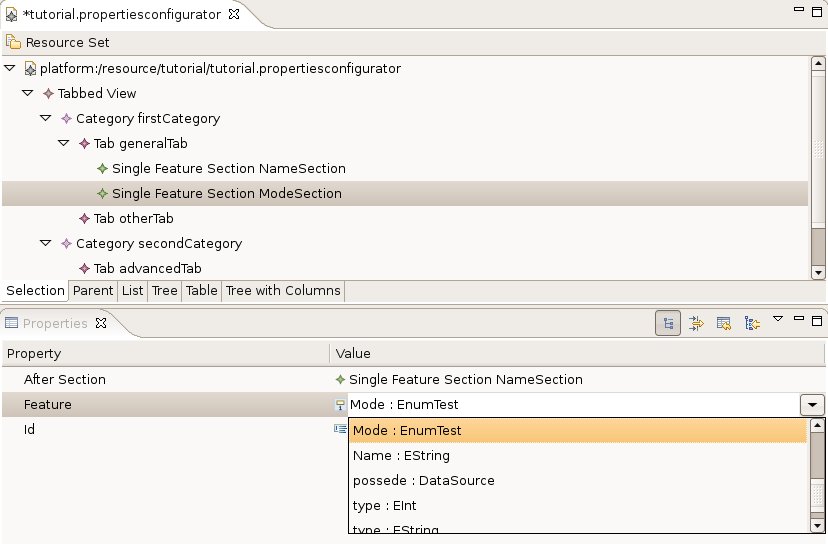 *tutorial.propertiesconfigurator
Resource Set
platform:/resource/tutorial/tutorial.propertiesconfigurator
Tabbed View
Category firstCategory
Tab generalTab
Single Feature Section NameSection
Single Feature Section ModeSection
Tab otherTab
Category secondCategory
Tab advancedTab
Selection Parent List Tree Table Tree with Columns
Properties
Property Value
After Section Single Feature Section NameSection
Feature Mode : EnumTest
Id Mode : EnumTest
Name : EString
possede : DataSource
type : EInt
type : EString